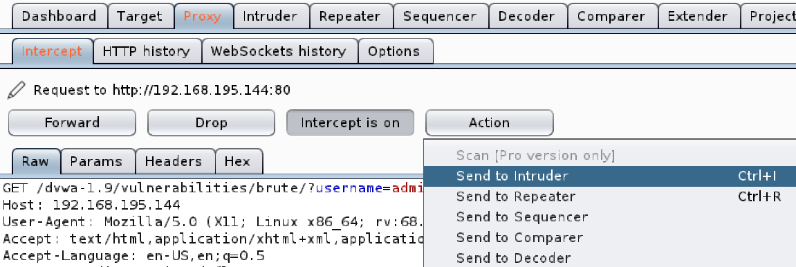 Dashboard Target Proxy Intruder Repeater Sequencer Decoder Comparer Extender Project
Intercept HTTP history WebSockets history Options
Request to http://192.168.195.144:80
Forward Drop Intercept is on Action
Raw Params Headers Hex
Scan [Pro version only]
Send to Intruder Ctrl+I
Send to Repeater Ctrl+R
Send to Sequencer
Send to Comparer
Send to Decoder
GET /dvwa-1.9/vulnerabilities/brute/?username=admi
Host: 192.168.195.144
User-Agent: Mozilla/5.0 (X11; Linux x86_64; rv:68.
Accept: text/html,application/xhtml+xml,applicatio
Accept-Language: en-US,en;q=0.5